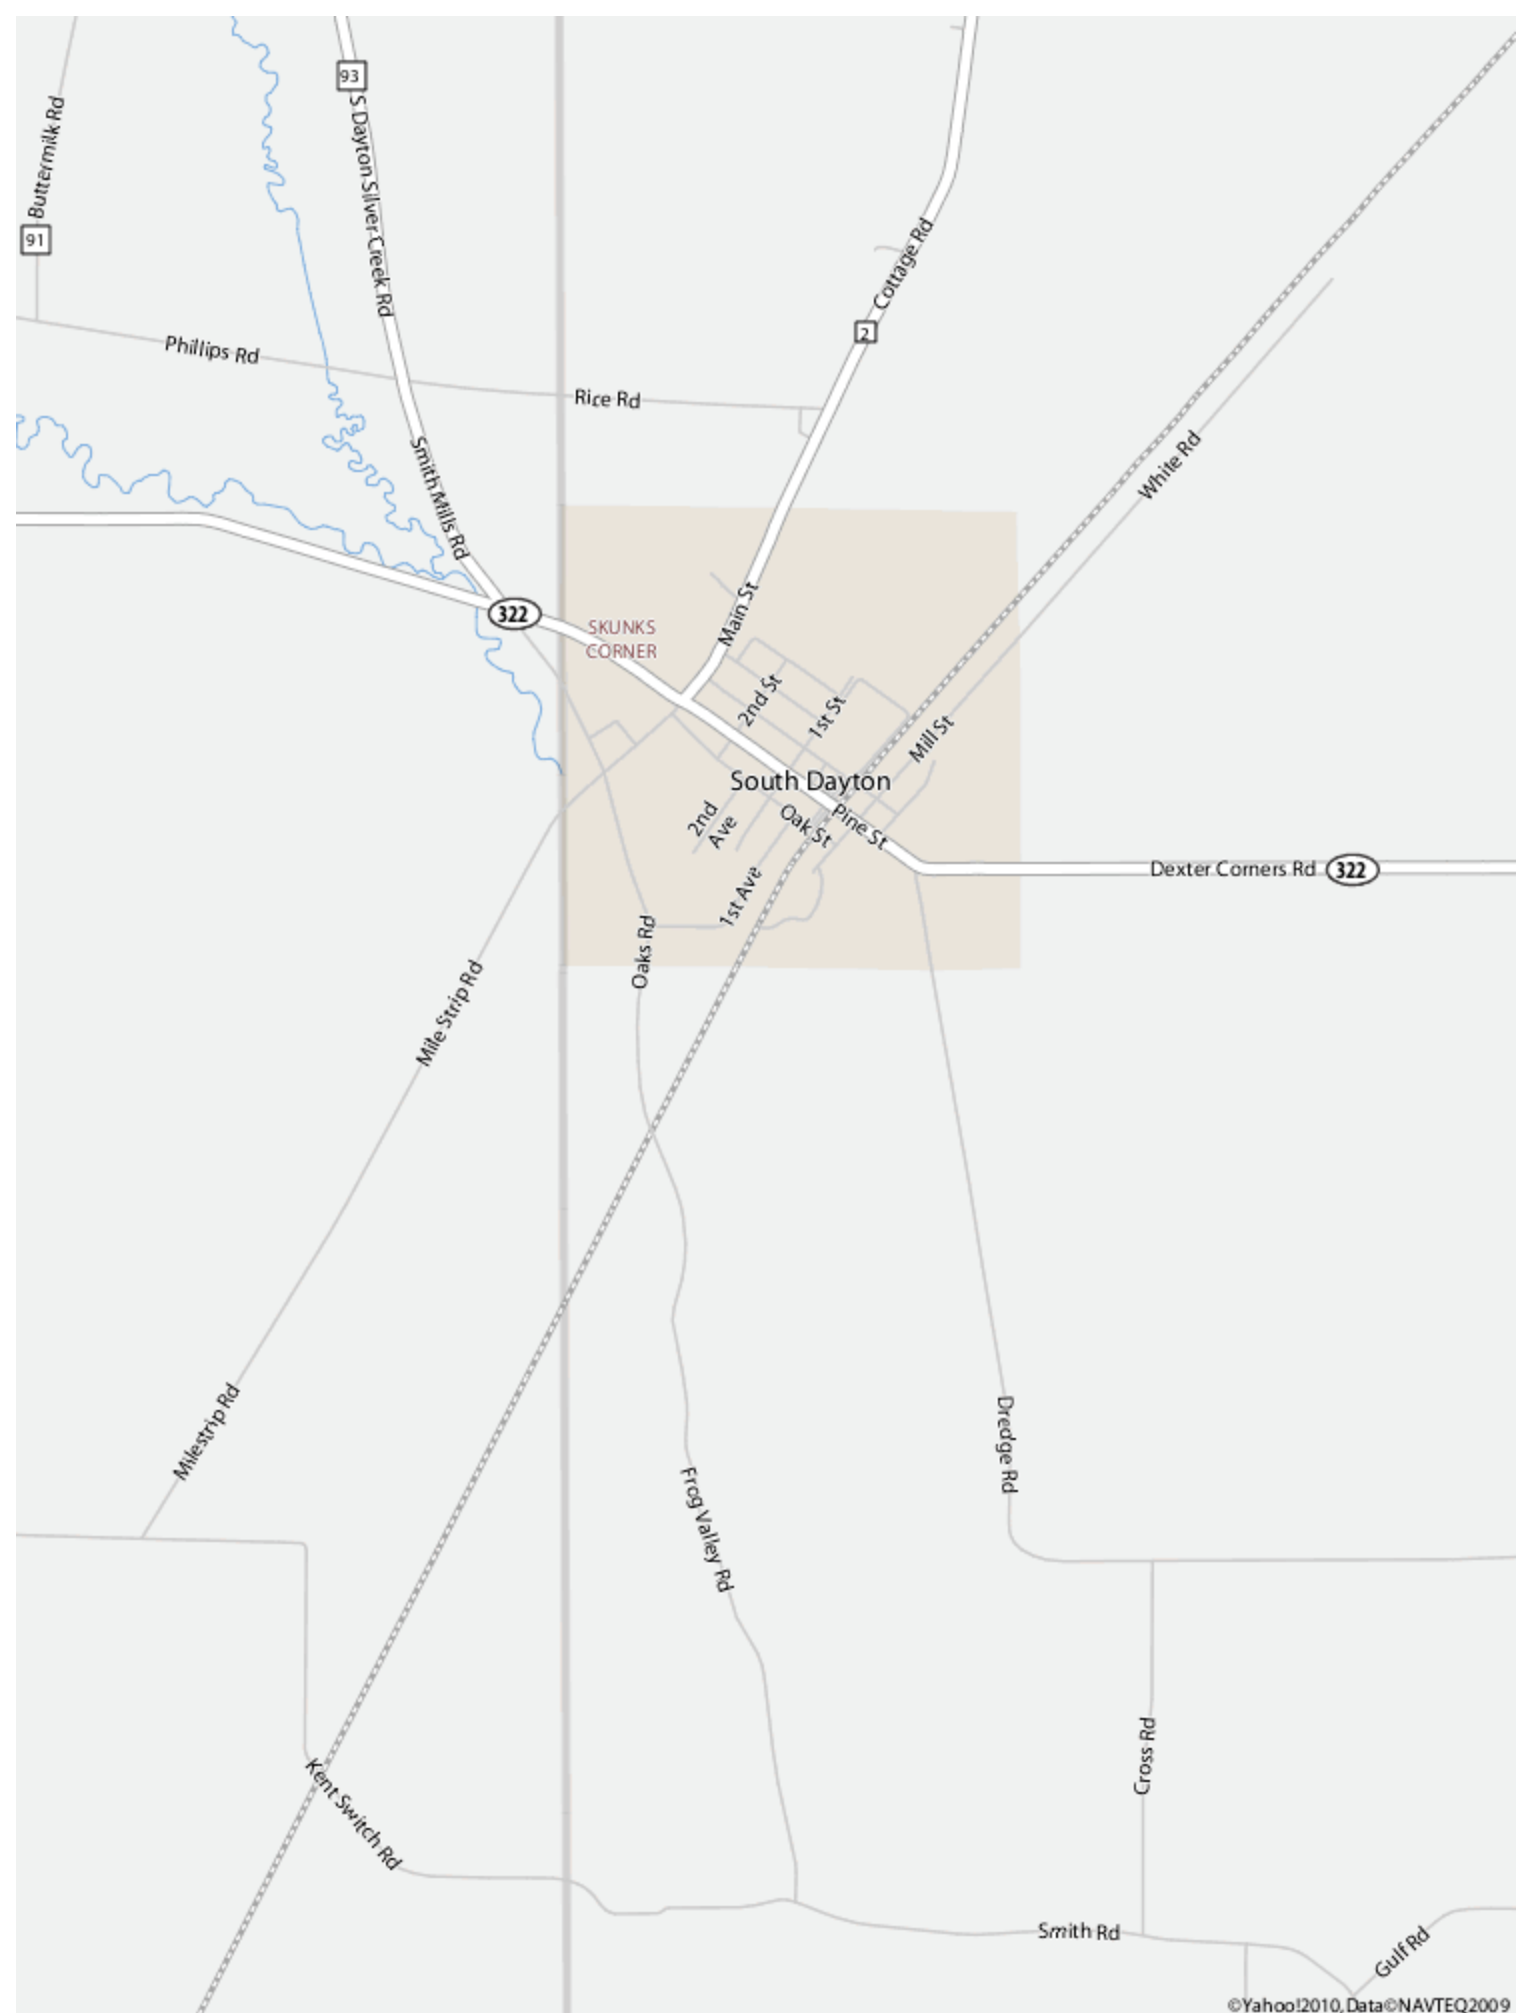 93
Buttermilk Rd
S Dayton Silver Creek Rd
91
Cottage Rd
2
Phillips Rd
Rice Rd
White Rd
Smith Mills Rd
322
SKUNKS
CORNER
Main St
2nd St
1st St
Mill St
South Dayton
2nd
Ave
Oak St
Pine St
Dexter Corners Rd
322
1st Ave
Oaks Rd
Mile Strip Rd
Milestrip Rd
Dredge Rd
Frog Valley Rd
Cross Rd
Kent Switch Rd
Smith Rd
Gulf Rd
©Yahoo!2010, Data©NAVTEQ2009